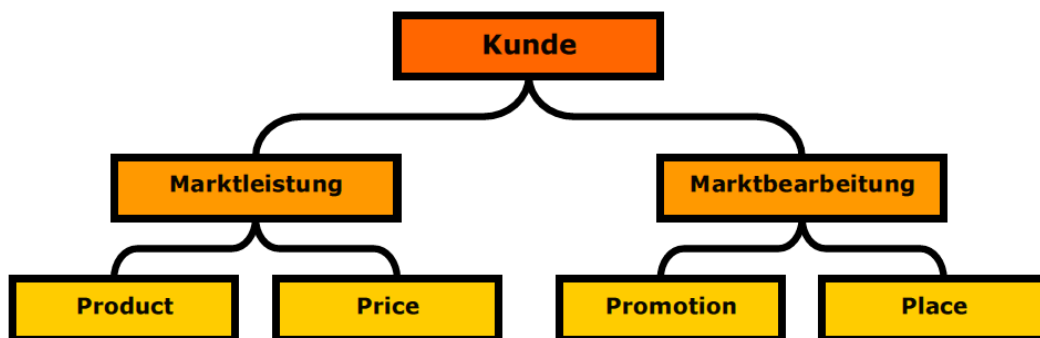 Kunde
Marktleistung
Marktbearbeitung
Product
Price
Promotion
Place